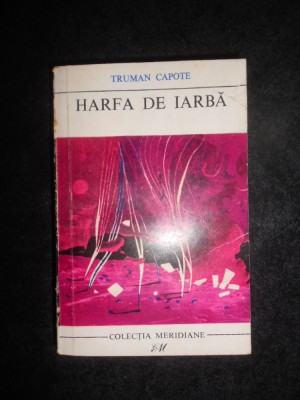 TRUMAN CAPOTE
HARFA DE IARBĂ
COLECȚIA MERIDIANE